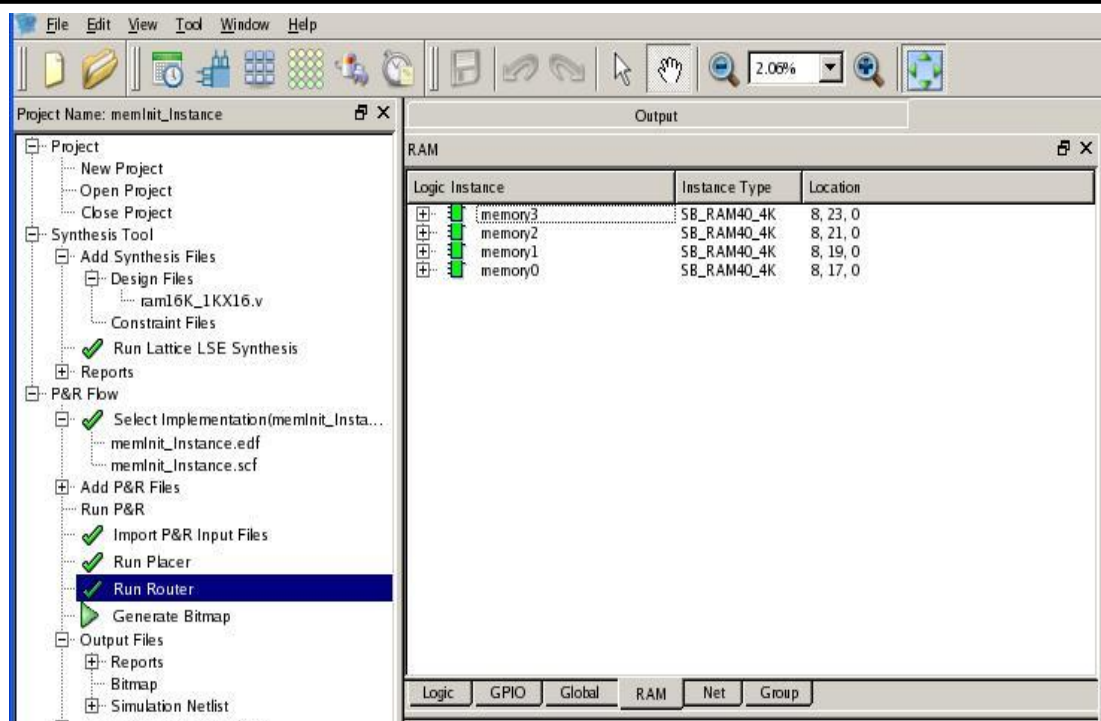 File Edit View Tool Window Help
2.06%
Project Name: memInit_Instance
Project
New Project
Open Project
Close Project
Synthesis Tool
Add Synthesis Files
Design Files
ram16K_1KX16.v
Constraint Files
Run Lattice LSE Synthesis
Reports
P&R Flow
Select Implementation(memInit_Insta...
memInit_Instance.edf
memInit_Instance.scf
Add P&R Files
Run P&R
Import P&R Input Files
Run Placer
Run Router
Generate Bitmap
Output Files
Reports
Bitmap
Simulation Netlist
Output
RAM
Logic Instance Instance Type Location
memory3 SB_RAM40_4K 8, 23, 0
memory2 SB_RAM40_4K 8, 21, 0
memory1 SB_RAM40_4K 8, 19, 0
memory0 SB_RAM40_4K 8, 17, 0
Logic GPIO Global RAM Net Group